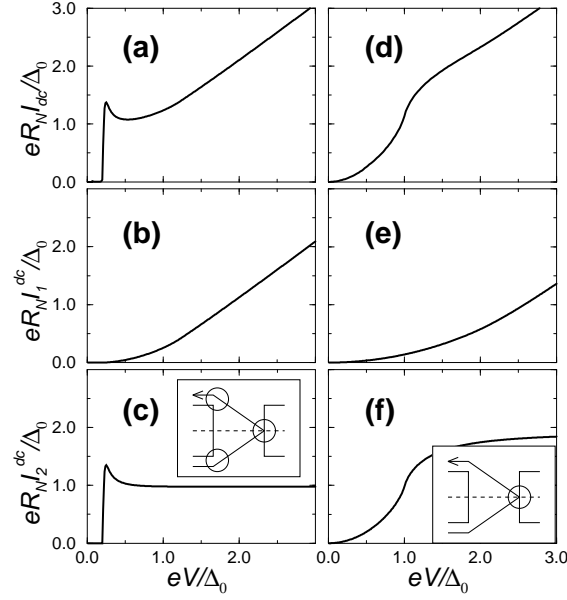 eR_N I_dc/Δ_0
3.0
2.0
1.0
0.0
(a)
(d)
eR_N I_1^dc/Δ_0
2.0
1.0
0.0
(b)
(e)
eR_N I_2^dc/Δ_0
2.0
1.0
0.0
(c)
(f)
0.0 1.0 2.0 0.0 1.0 2.0 3.0
eV/Δ_0 eV/Δ_0